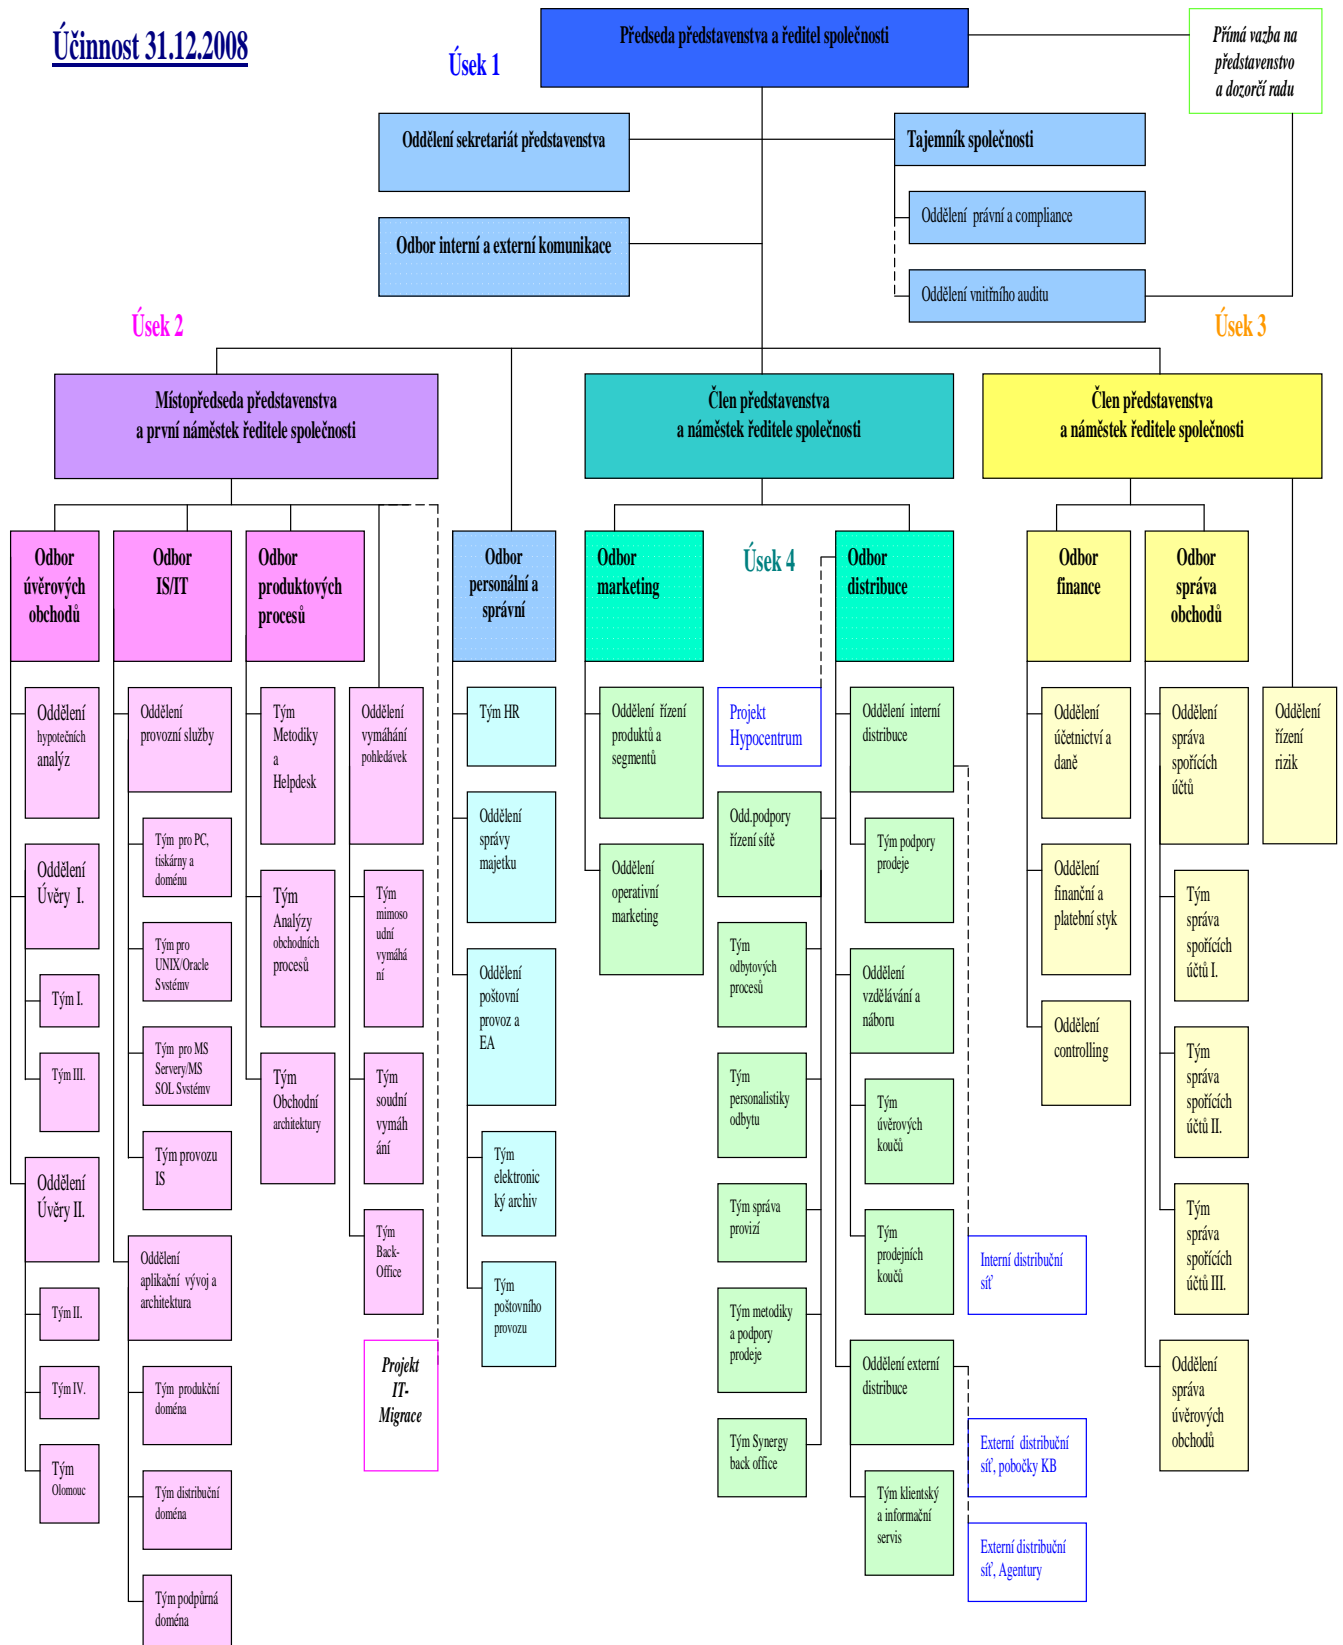 Účinnost 31.12.2008
Úsek 1
Předseda představenstva a ředitel společnosti
Přímá vazba na
představenstvo
a dozorčí radu
Oddělení sekretariát představenstva
Tajemník společnosti
Oddělení  právní a compliance
Odbor interní a externí komunikace
Oddělení vnitřního auditu
Úsek 2
Úsek 3
Místopředseda představenstva
a první náměstek ředitele společnosti
Člen představenstva
a náměstek ředitele společnosti
Člen představenstva
a náměstek ředitele společnosti
Odbor
úvěrových
obchodů
Odbor
IS/IT
Odbor
produktových
procesů
Odbor
personální a
správní
Odbor
marketing
Úsek 4
Odbor
distribuce
Odbor
finance
Odbor
správa
obchodů
Oddělení
hypotečních
analýz
Oddělení
Úvěry  I.
Tým I.
Tým III.
Oddělení
Úvěry II.
Tým II.
Tým IV.
Tým
Olomouc
Oddělení
provozní služby
Tým  pro PC,
tiskárny a
doménu
Tým pro
UNIX/Oracle
Systémy
Tým  pro MS
Servery/MS
SQL Systémy
Tým provozu
IS
Oddělení
aplikační  vývoj a
architektura
Tým  produkční
doména
Tým distribuční
doména
Tým podpůrná
doména
Tým
Metodiky
a
Helpdesk
Tým
Analýzy
obchodních
procesů
Tým
Obchodní
architektury
Oddělení
vymáhání
pohledávek
Tým
mimoso
udní
vymáhá
ní
Tým
soudní
vymáh
ání
Tým
Back-
Office
Projekt
IT-
Migrace
Tým HR
Oddělení
správy
majetku
Oddělení
poštovní
provoz a
EA
Tým
elektronic
ký archiv
Tým
poštovního
provozu
Oddělení  řízení
produktů a
segmentů
Oddělení
operativní
marketing
Projekt
Hypocentrum
Odd.podpory
řízení sítě
Tým
odbytových
procesů
Tým
personalistiky
odbytu
Tým správa
provizí
Tým metodiky
a podpory
prodeje
Tým Synergy
back office
Oddělení  interní
distribuce
Tým podpory
prodeje
Oddělení
vzdělávání a
náboru
Tým
úvěrových
koučů
Tým
prodejních
koučů
Oddělení externí
distribuce
Tým klientský
a informační
servis
Interní distribuční
síť
Externí  distribuční
síť, pobočky KB
Externí distribuční
síť, Agentury
Oddělení
účetnictví a
daně
Oddělení
finanční a
platební styk
Oddělení
controlling
Oddělení
správa
spořících
účtů
Tým
správa
spořících
účtů I.
Tým
správa
spořících
účtů II.
Tým
správa
spořících
účtů III.
Oddělení
správa
úvěrových
obchodů
Oddělení
řízení
rizik